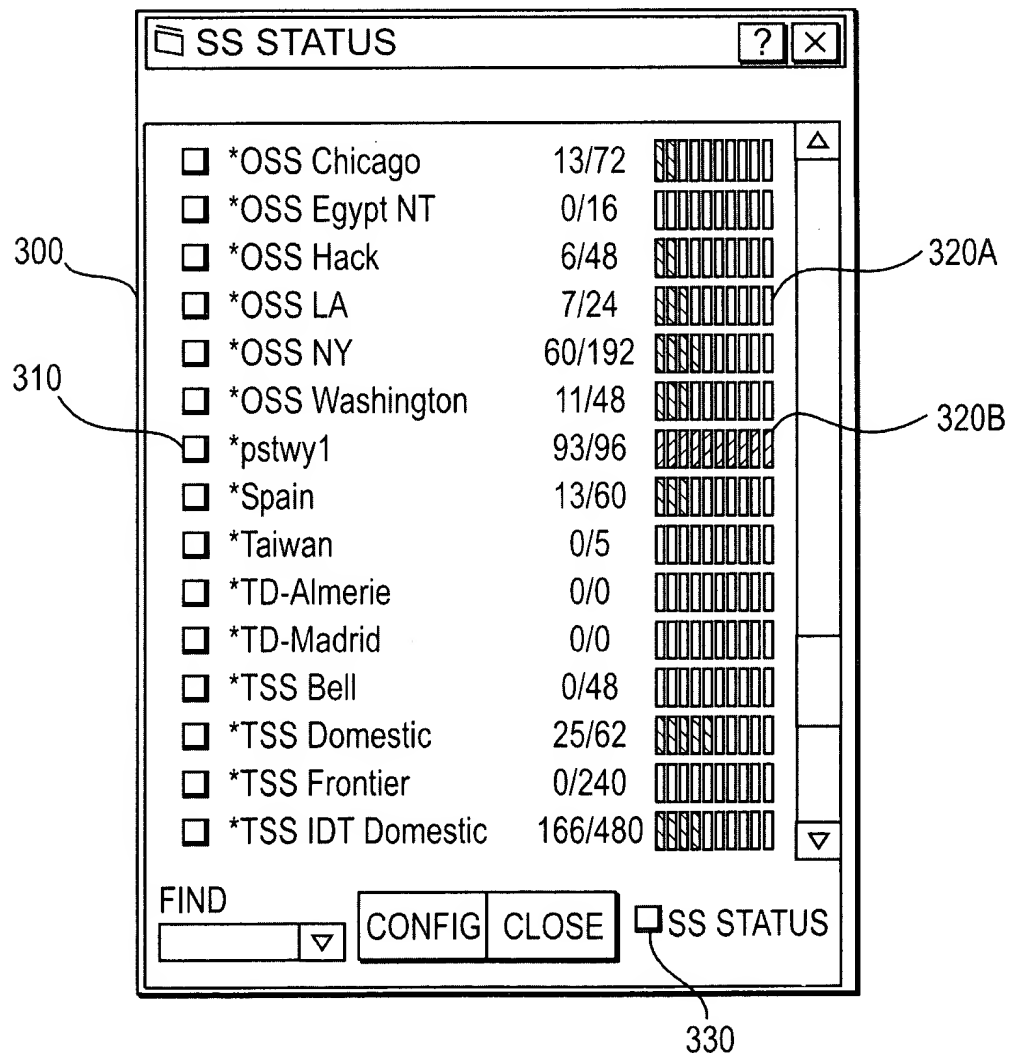 SS STATUS ? X
*OSS Chicago 13/72
*OSS Egypt NT 0/16
*OSS Hack 6/48
300
320A
*OSS LA 7/24
*OSS NY 60/192
310
*OSS Washington 11/48
320B
*pstwy1 93/96
*Spain 13/60
*Taiwan 0/5
*TD-Almerie 0/0
*TD-Madrid 0/0
*TSS Bell 0/48
*TSS Domestic 25/62
*TSS Frontier 0/240
*TSS IDT Domestic 166/480
FIND
CONFIG CLOSE SS STATUS
330